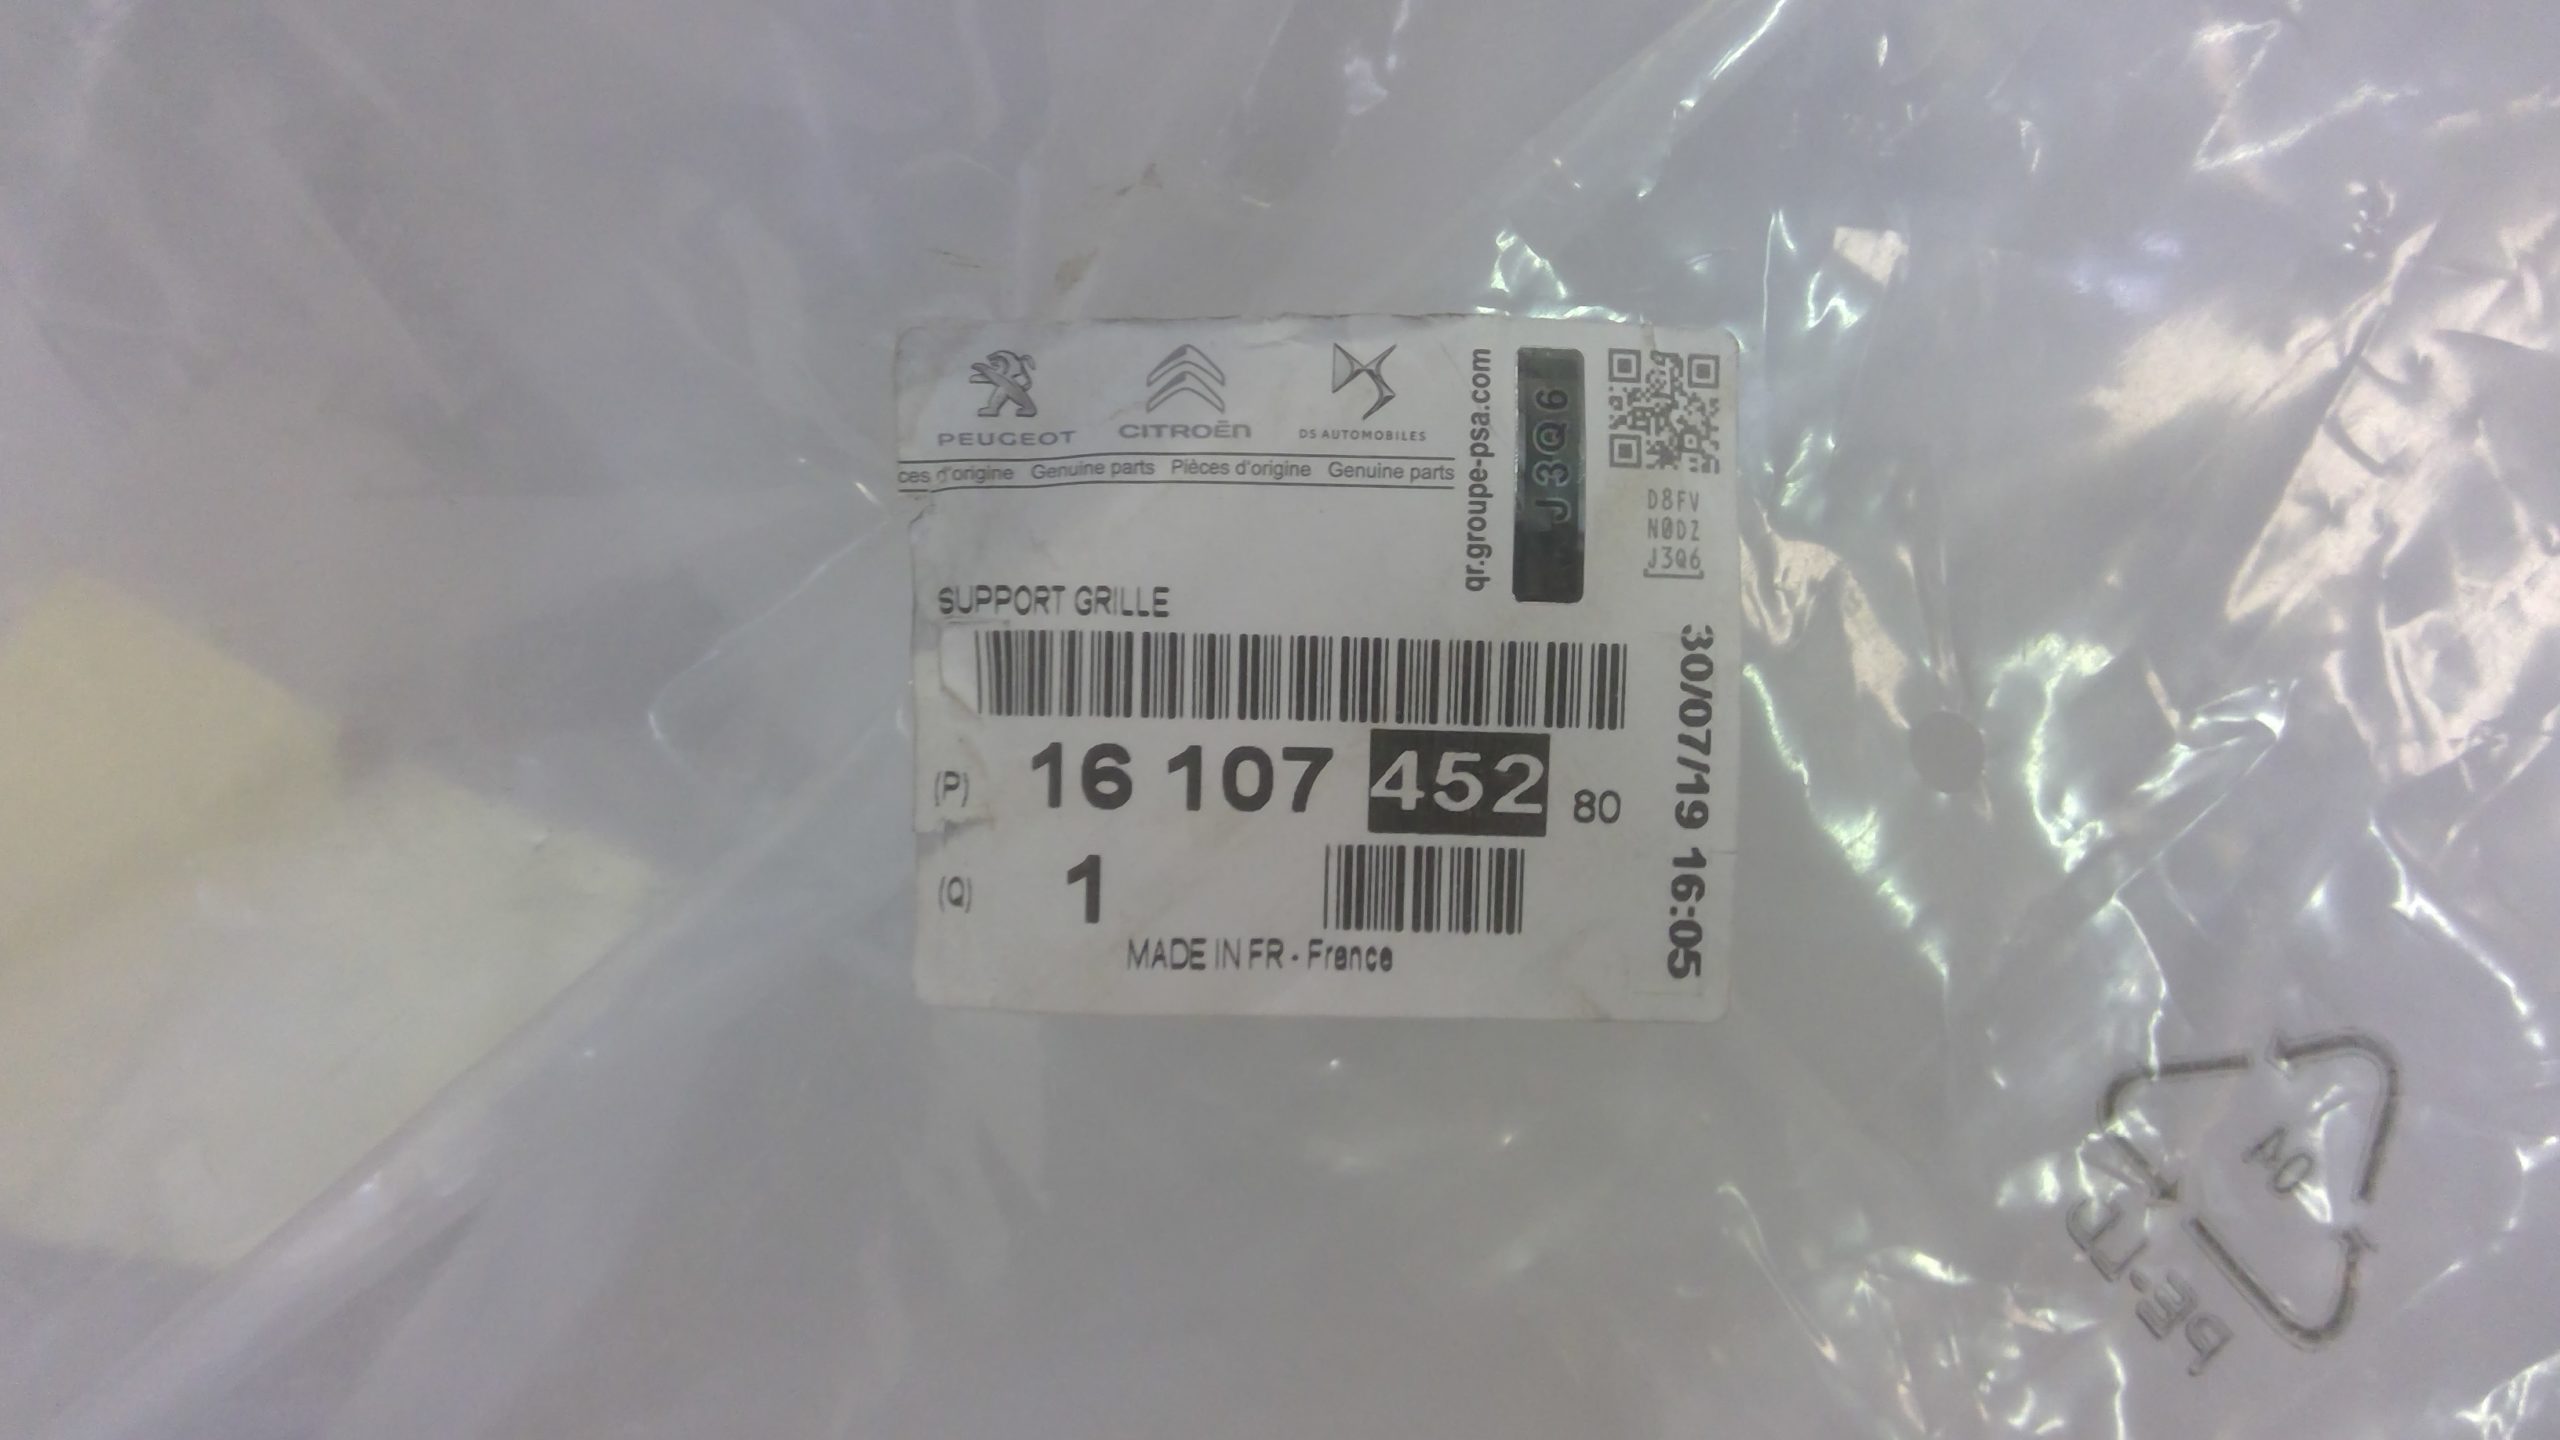 PEUGEOT CITROËN DS AUTOMOBILES
ces d'origine Genuine parts Pièces d'origine Genuine parts
qr.groupe-psa.com
J3Q6
D8FV
N0DZ
J3Q6
SUPPORT GRILLE
(P) 16 107 452 80
(Q) 1
MADE IN FR - France
30/07/19 16:05
04
PE-LD